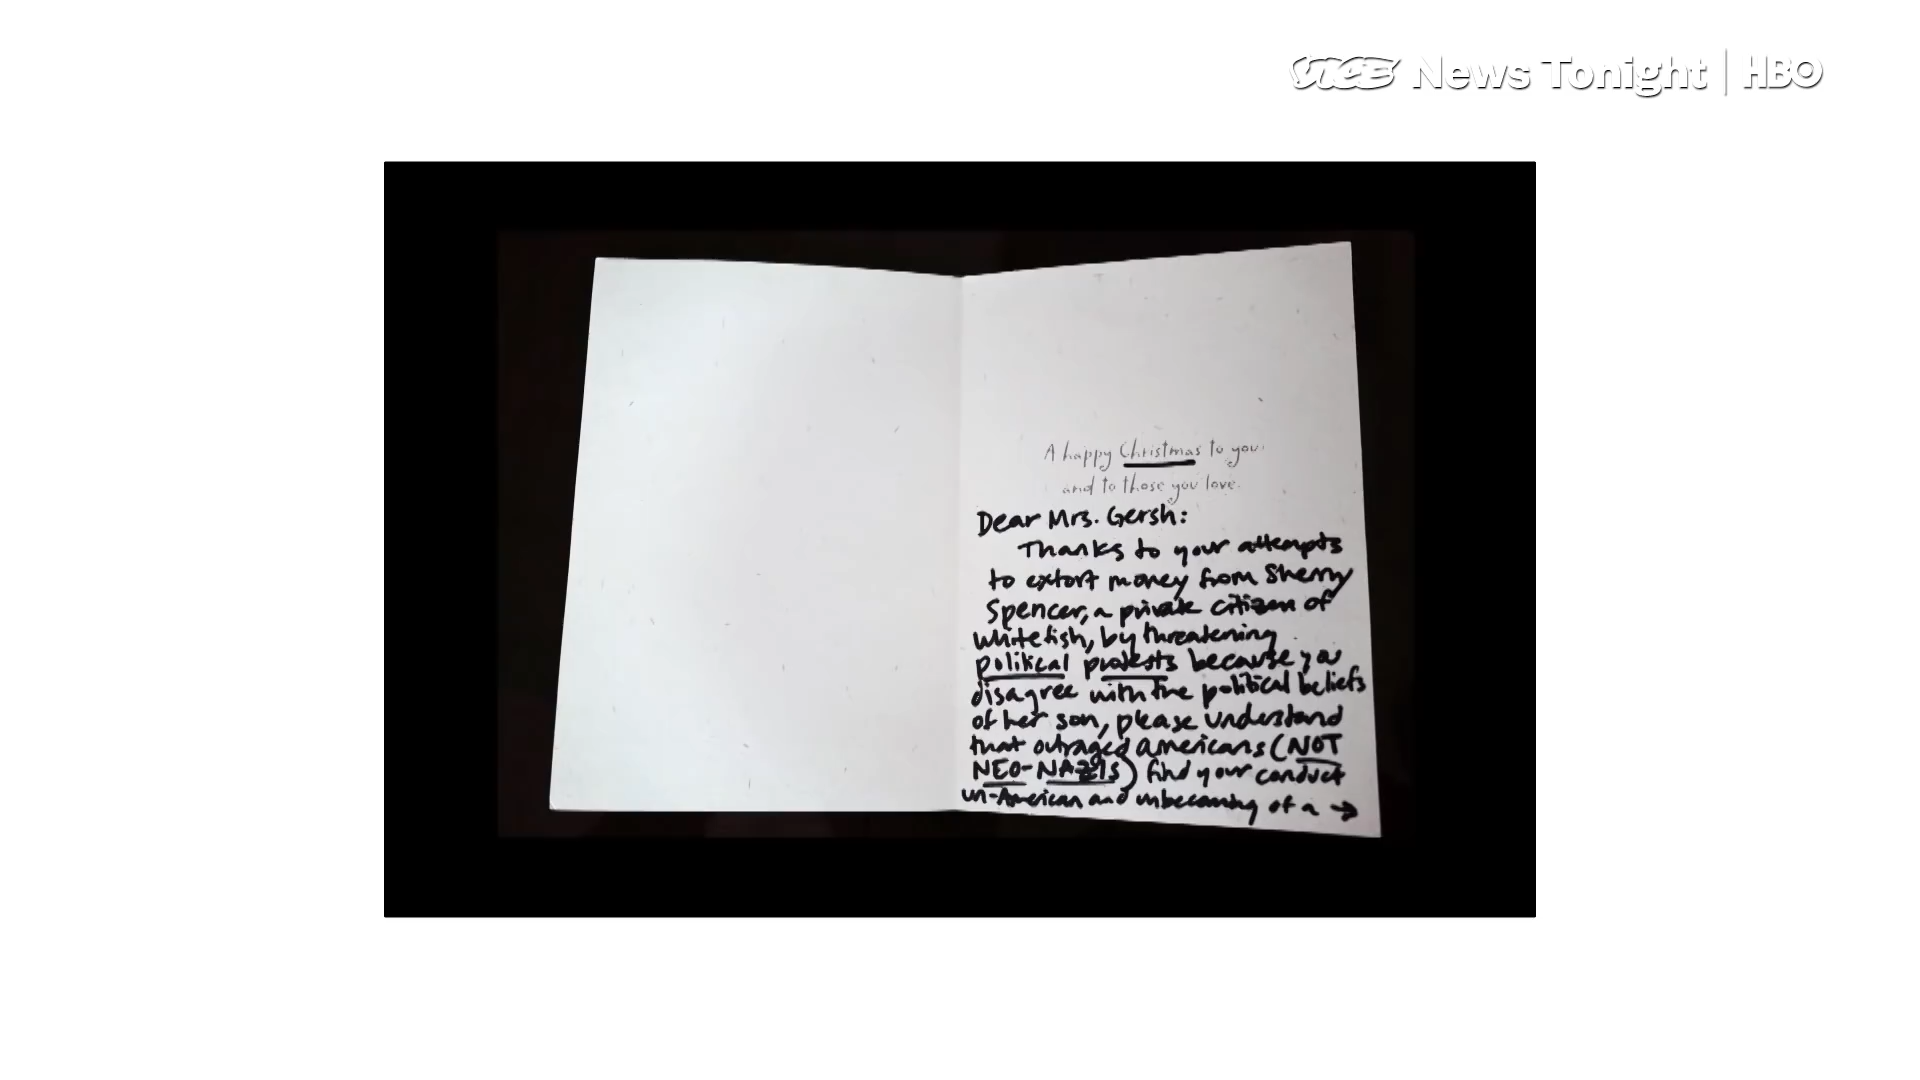 VICE News Tonight | HBO
A happy Christmas to you
and to those you love.
Dear Mrs. Gersh:
Thanks to your attempts
to extort money from Sherry
Spencer, a private citizen of
Whitefish, by threatening
political protests because you
disagree with the political beliefs
of her son, please understand
that outraged Americans (NOT
NEO-NAZIS) find your conduct
un-American and unbecoming of a →